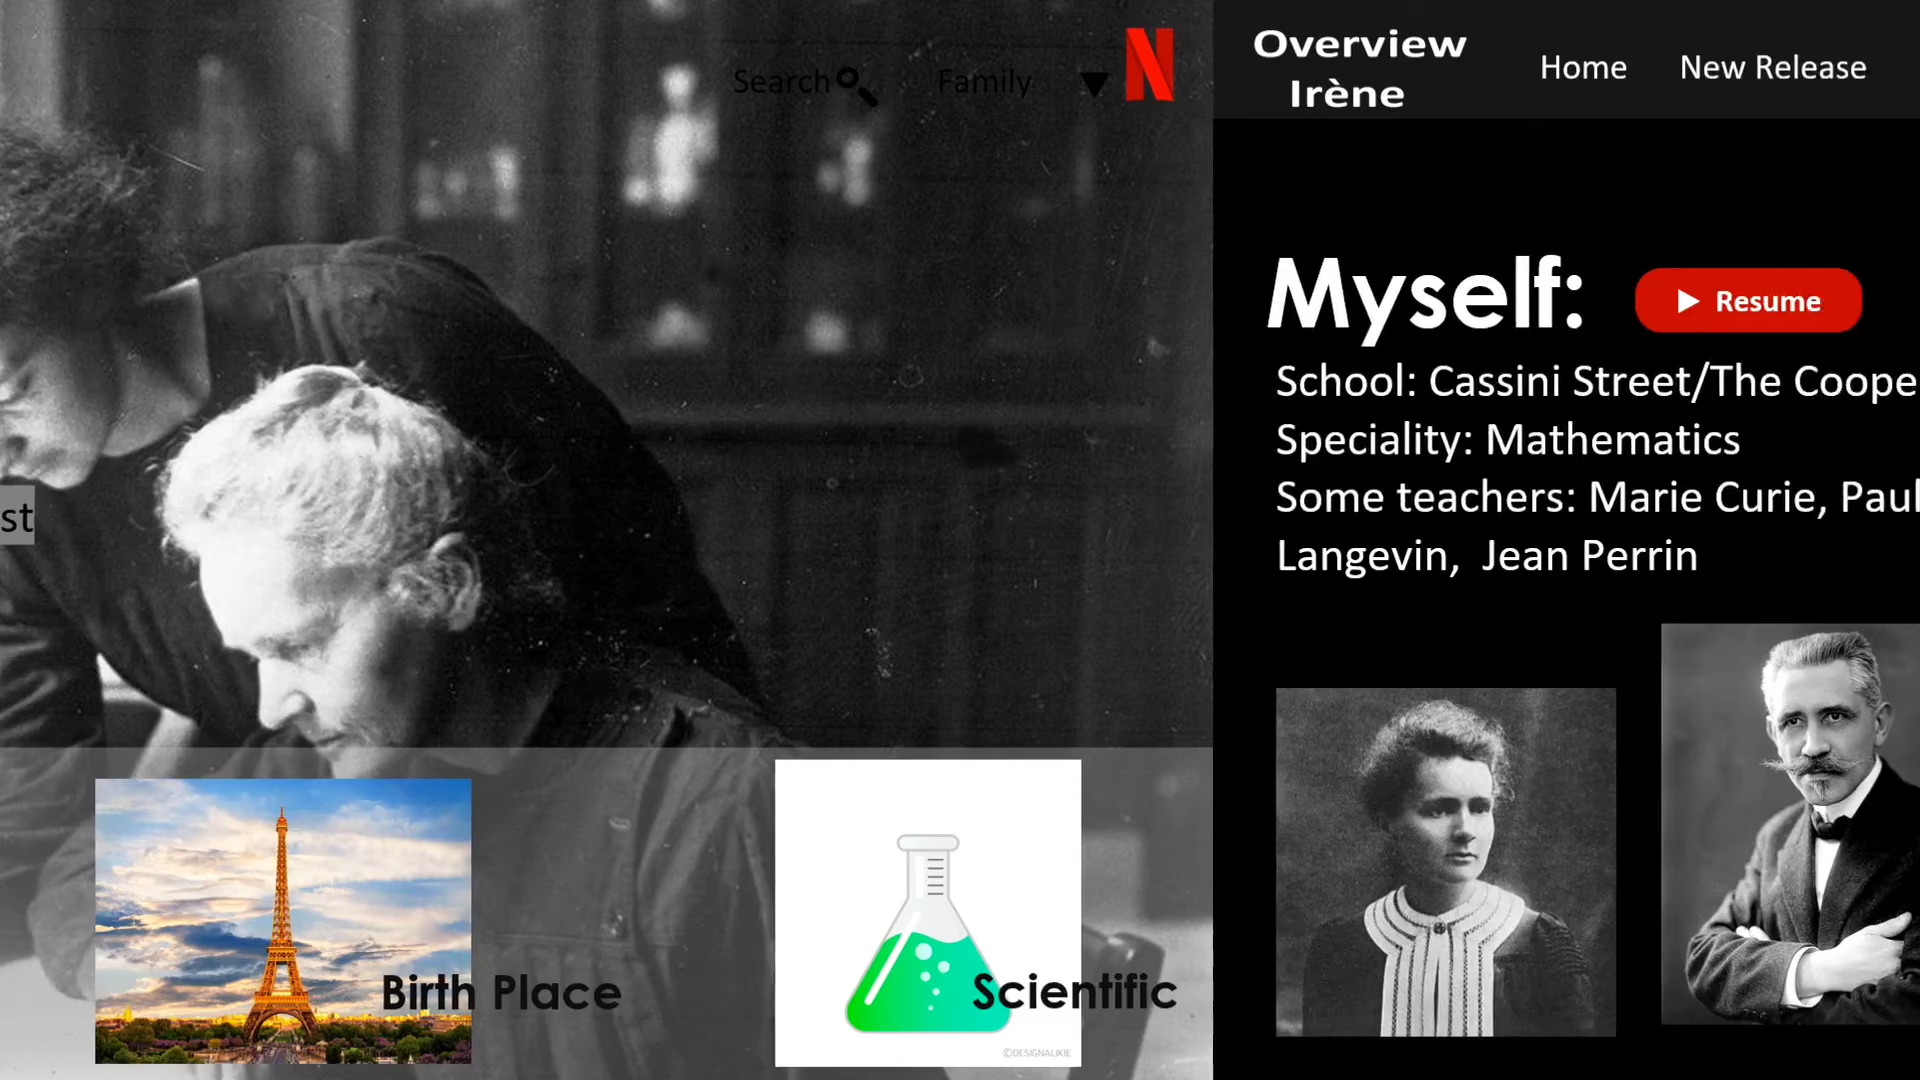 Search
Family
N
st
Birth Place
Scientific
©DESIGNALIKIE
Overview
Irène
Home
New Release
Myself:
Resume
School: Cassini Street/The Coope
Speciality: Mathematics
Some teachers: Marie Curie, Paul
Langevin, Jean Perrin